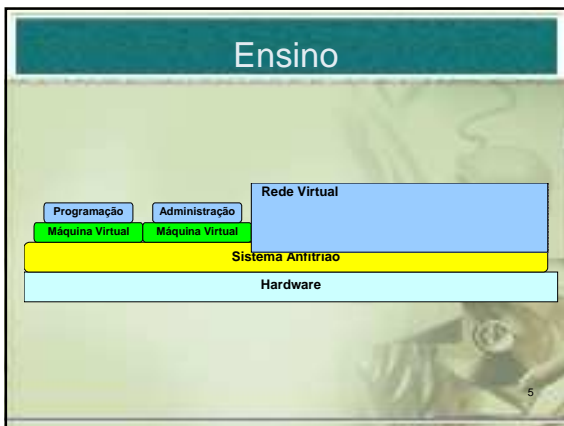 Ensino
Rede Virtual
Programação Administração
Máquina Virtual Máquina Virtual
Sistema Anfitrião
Hardware
5